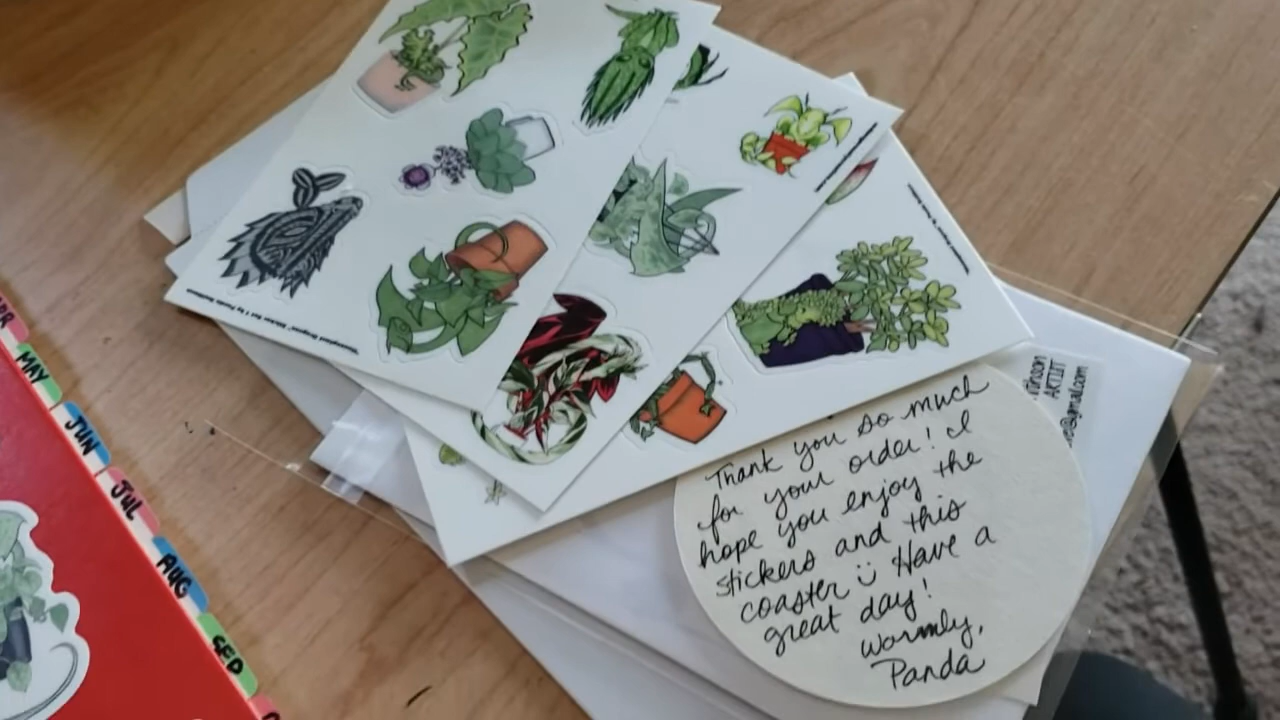 MAY
JUN
JUL
AUG
SEP
ARTIST
Thank you so much
for your order! I
hope you enjoy the
stickers and this
coaster Have a
great day!
Warmly,
Panda